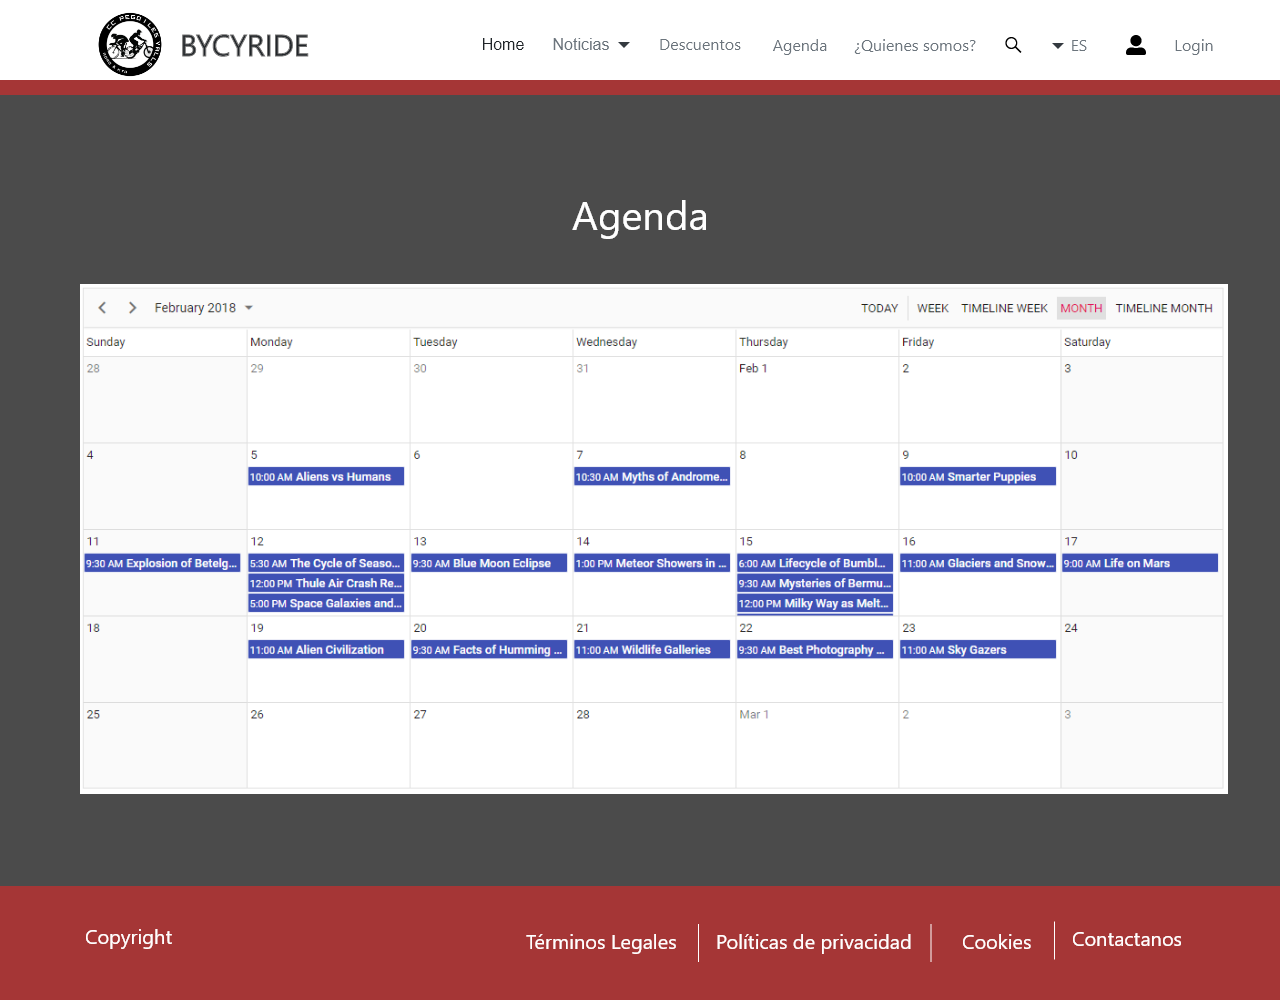 CC PEGO I LES VALLS
BYCYRIDE
Home Noticias Descuentos Agenda ¿Quienes somos? ES Login
Agenda
February 2018 TODAY WEEK TIMELINE WEEK MONTH TIMELINE MONTH
Sunday Monday Tuesday Wednesday Thursday Friday Saturday
28 29 30 31 Feb 1 2 3
4 5 6 7 8 9 10
10:00 AM Aliens vs Humans 10:30 AM Myths of Androme... 10:00 AM Smarter Puppies
11 12 13 14 15 16 17
9:30 AM Explosion of Betelg... 5:30 AM The Cycle of Seaso... 9:30 AM Blue Moon Eclipse 1:00 PM Meteor Showers in ... 6:00 AM Lifecycle of Bumbl... 11:00 AM Glaciers and Snow... 9:00 AM Life on Mars
12:00 PM Thule Air Crash Re... 9:30 AM Mysteries of Bermu...
5:00 PM Space Galaxies and... 12:00 PM Milky Way as Melt...
18 19 20 21 22 23 24
11:00 AM Alien Civilization 9:30 AM Facts of Humming ... 11:00 AM Wildlife Galleries 9:30 AM Best Photography ... 11:00 AM Sky Gazers
25 26 27 28 Mar 1 2 3
Copyright Términos Legales Políticas de privacidad Cookies Contactanos